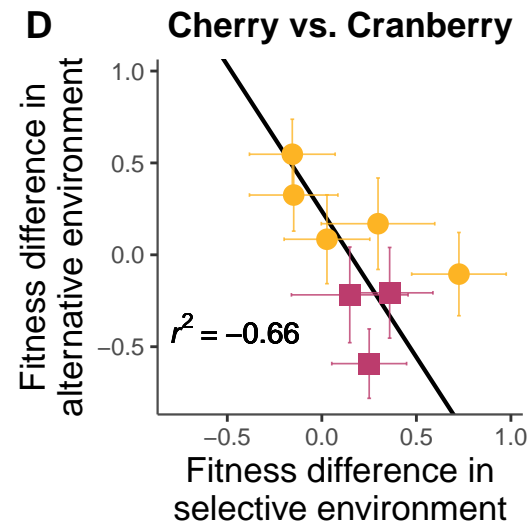 D
Cherry vs. Cranberry
Fitness difference in
alternative environment
1.0
0.5
0.0
−0.5
r² = −0.66
−0.5
0.0
0.5
1.0
Fitness difference in
selective environment